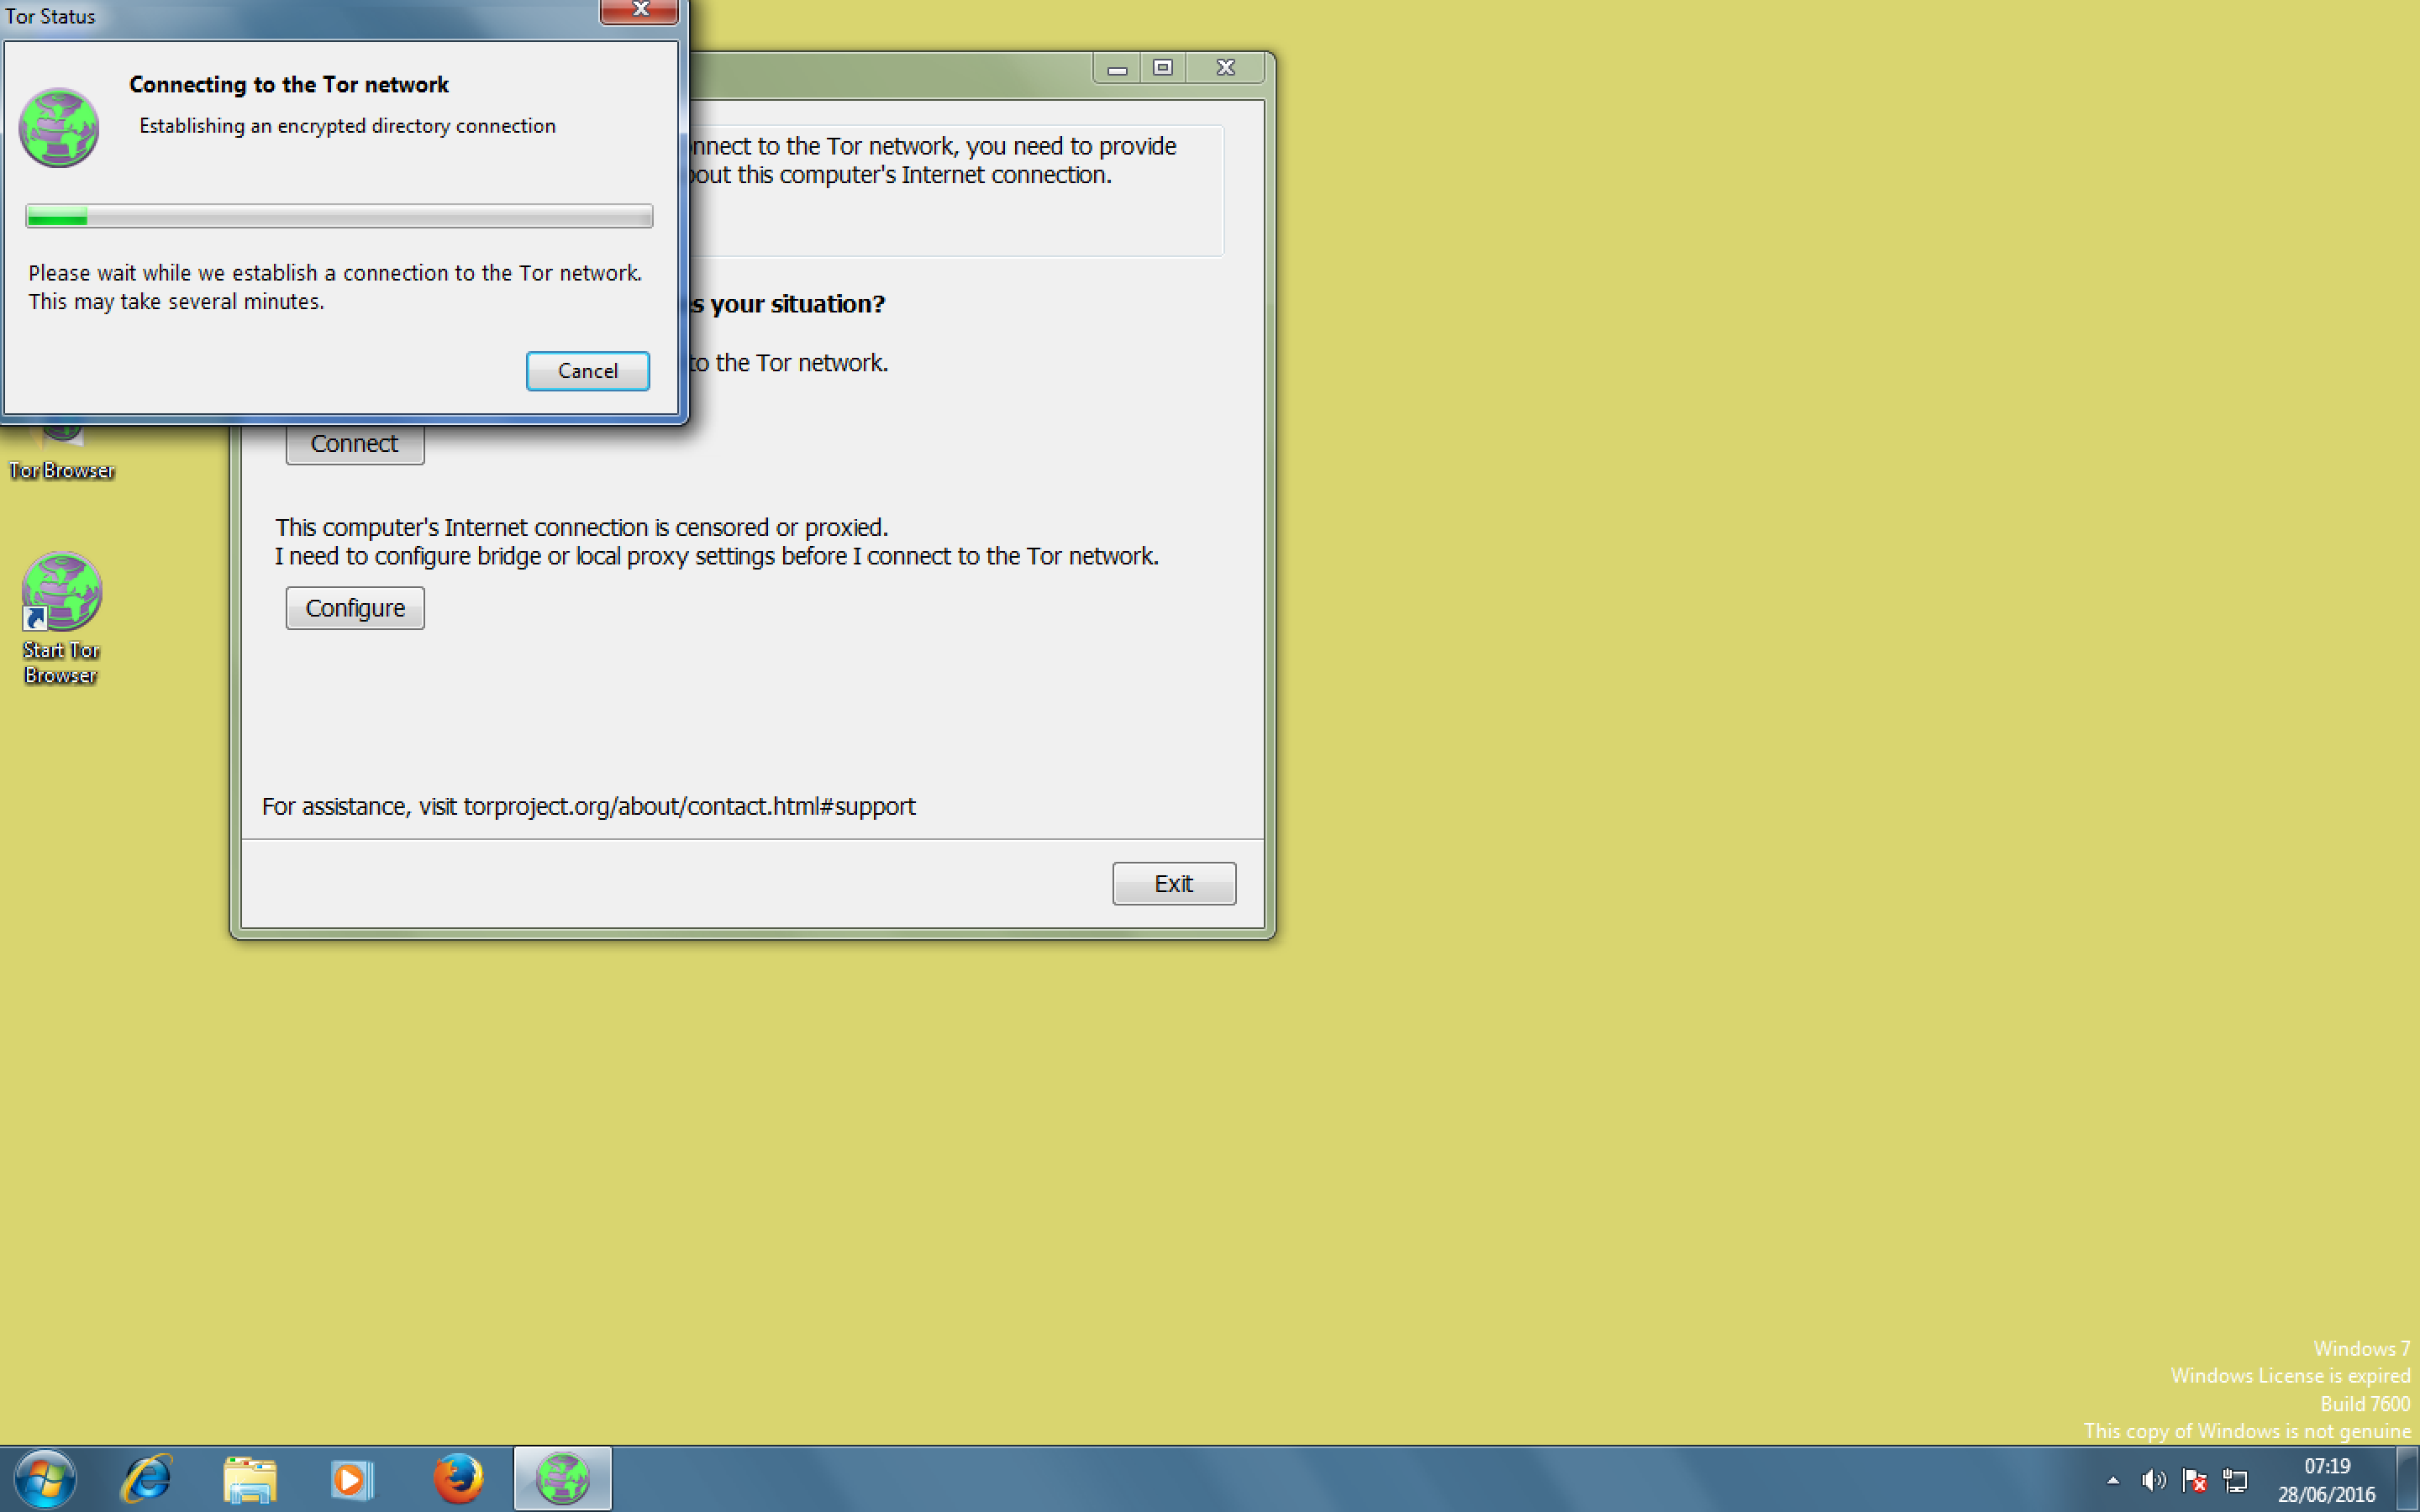 Tor Status
Connecting to the Tor network
Establishing an encrypted directory connection
Please wait while we establish a connection to the Tor network.
This may take several minutes.
Cancel
nnect to the Tor network, you need to provide
out this computer's Internet connection.
s your situation?
to the Tor network.
Connect
This computer's Internet connection is censored or proxied.
I need to configure bridge or local proxy settings before I connect to the Tor network.
Configure
For assistance, visit torproject.org/about/contact.html#support
Exit
Tor Browser
Start Tor
Browser
Windows 7
Windows License is expired
Build 7600
This copy of Windows is not genuine
07:19
28/06/2016